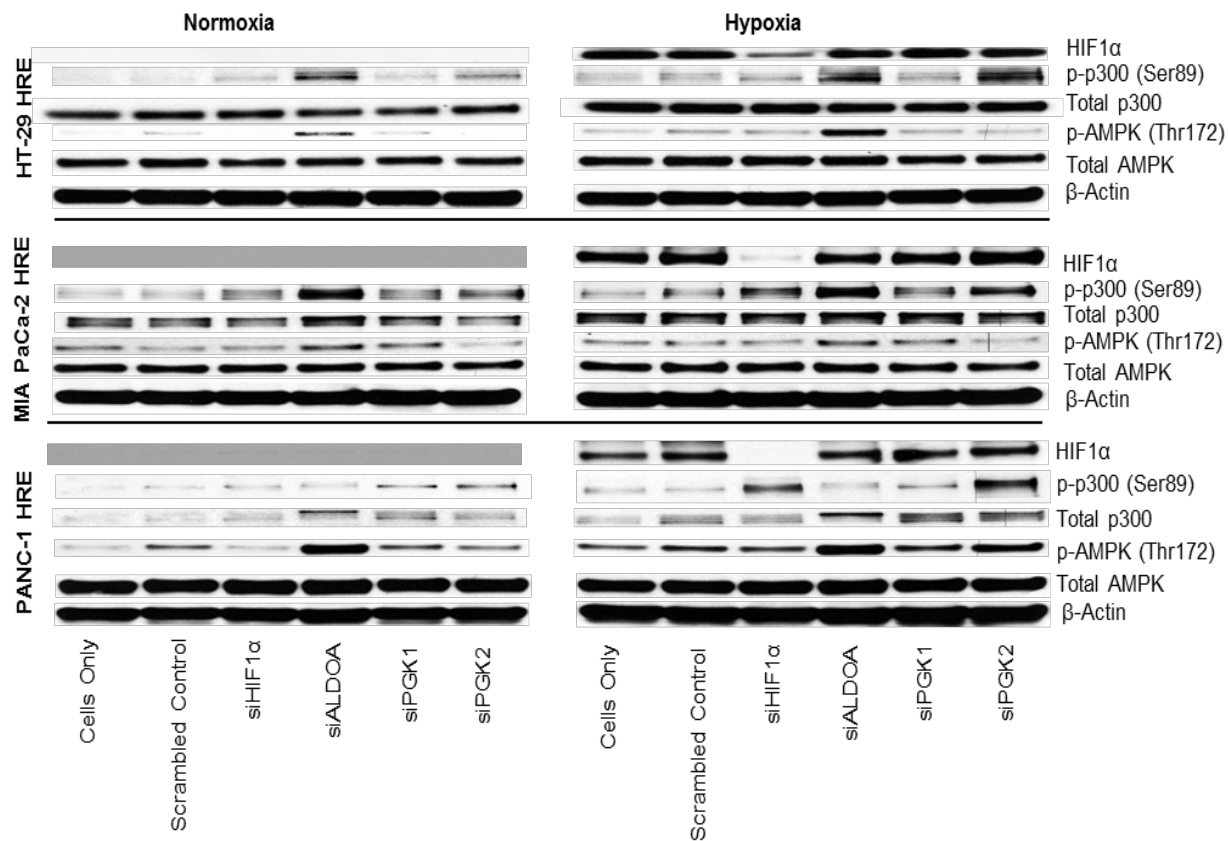 Normoxia
Hypoxia
HT-29 HRE
HIF1α
p-p300 (Ser89)
Total p300
p-AMPK (Thr172)
Total AMPK
β-Actin
MIA PaCa-2 HRE
HIF1α
p-p300 (Ser89)
Total p300
p-AMPK (Thr172)
Total AMPK
β-Actin
PANC-1 HRE
HIF1α
p-p300 (Ser89)
Total p300
p-AMPK (Thr172)
Total AMPK
β-Actin
Cells Only
Scrambled Control
siHIF1α
siALDOA
siPGK1
siPGK2
Cells Only
Scrambled Control
siHIF1α
siALDOA
siPGK1
siPGK2